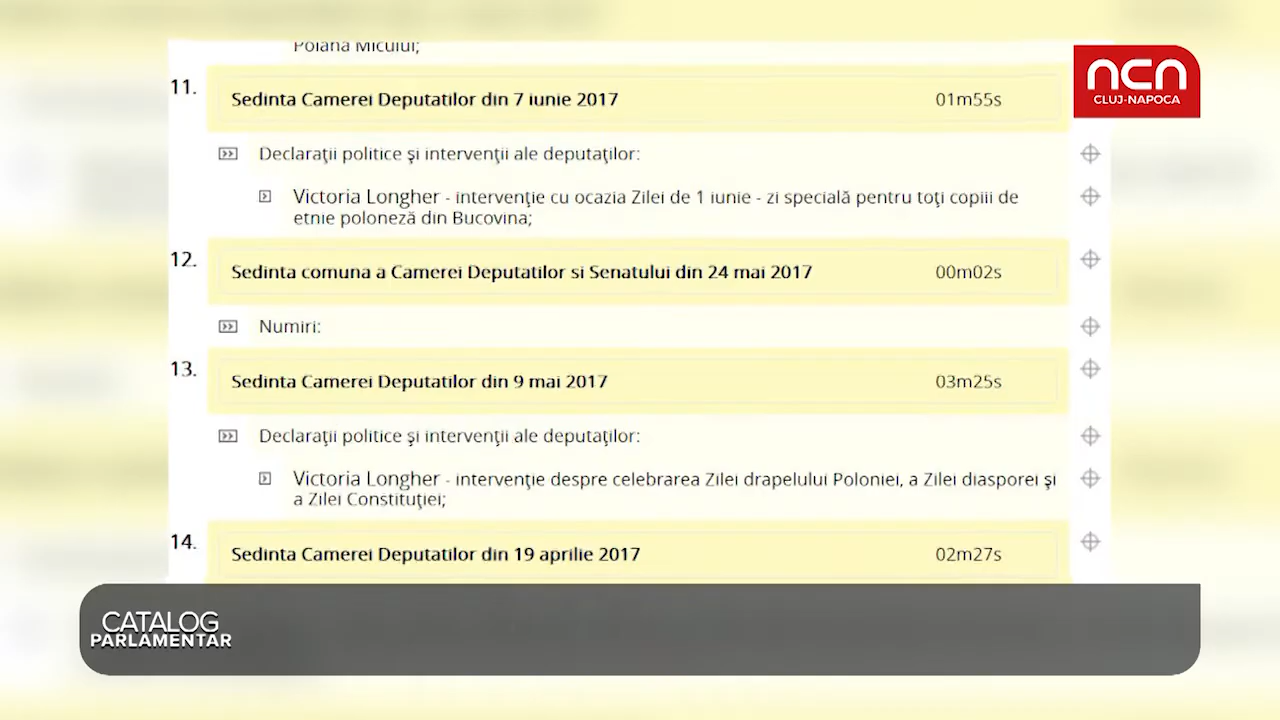 Poiana Micului;
11.
Sedinta Camerei Deputatilor din 7 iunie 2017 01m55s
Declaraţii politice şi intervenţii ale deputaţilor:
Victoria Longher - intervenţie cu ocazia Zilei de 1 iunie - zi specială pentru toţi copiii de
etnie poloneză din Bucovina;
12.
Sedinta comuna a Camerei Deputatilor si Senatului din 24 mai 2017 00m02s
Numiri:
13.
Sedinta Camerei Deputatilor din 9 mai 2017 03m25s
Declaraţii politice şi intervenţii ale deputaţilor:
Victoria Longher - intervenţie despre celebrarea Zilei drapelului Poloniei, a Zilei diasporei şi
a Zilei Constituţiei;
14.
Sedinta Camerei Deputatilor din 19 aprilie 2017 02m27s
ncn
CLUJ-NAPOCA
CATALOG
PARLAMENTAR